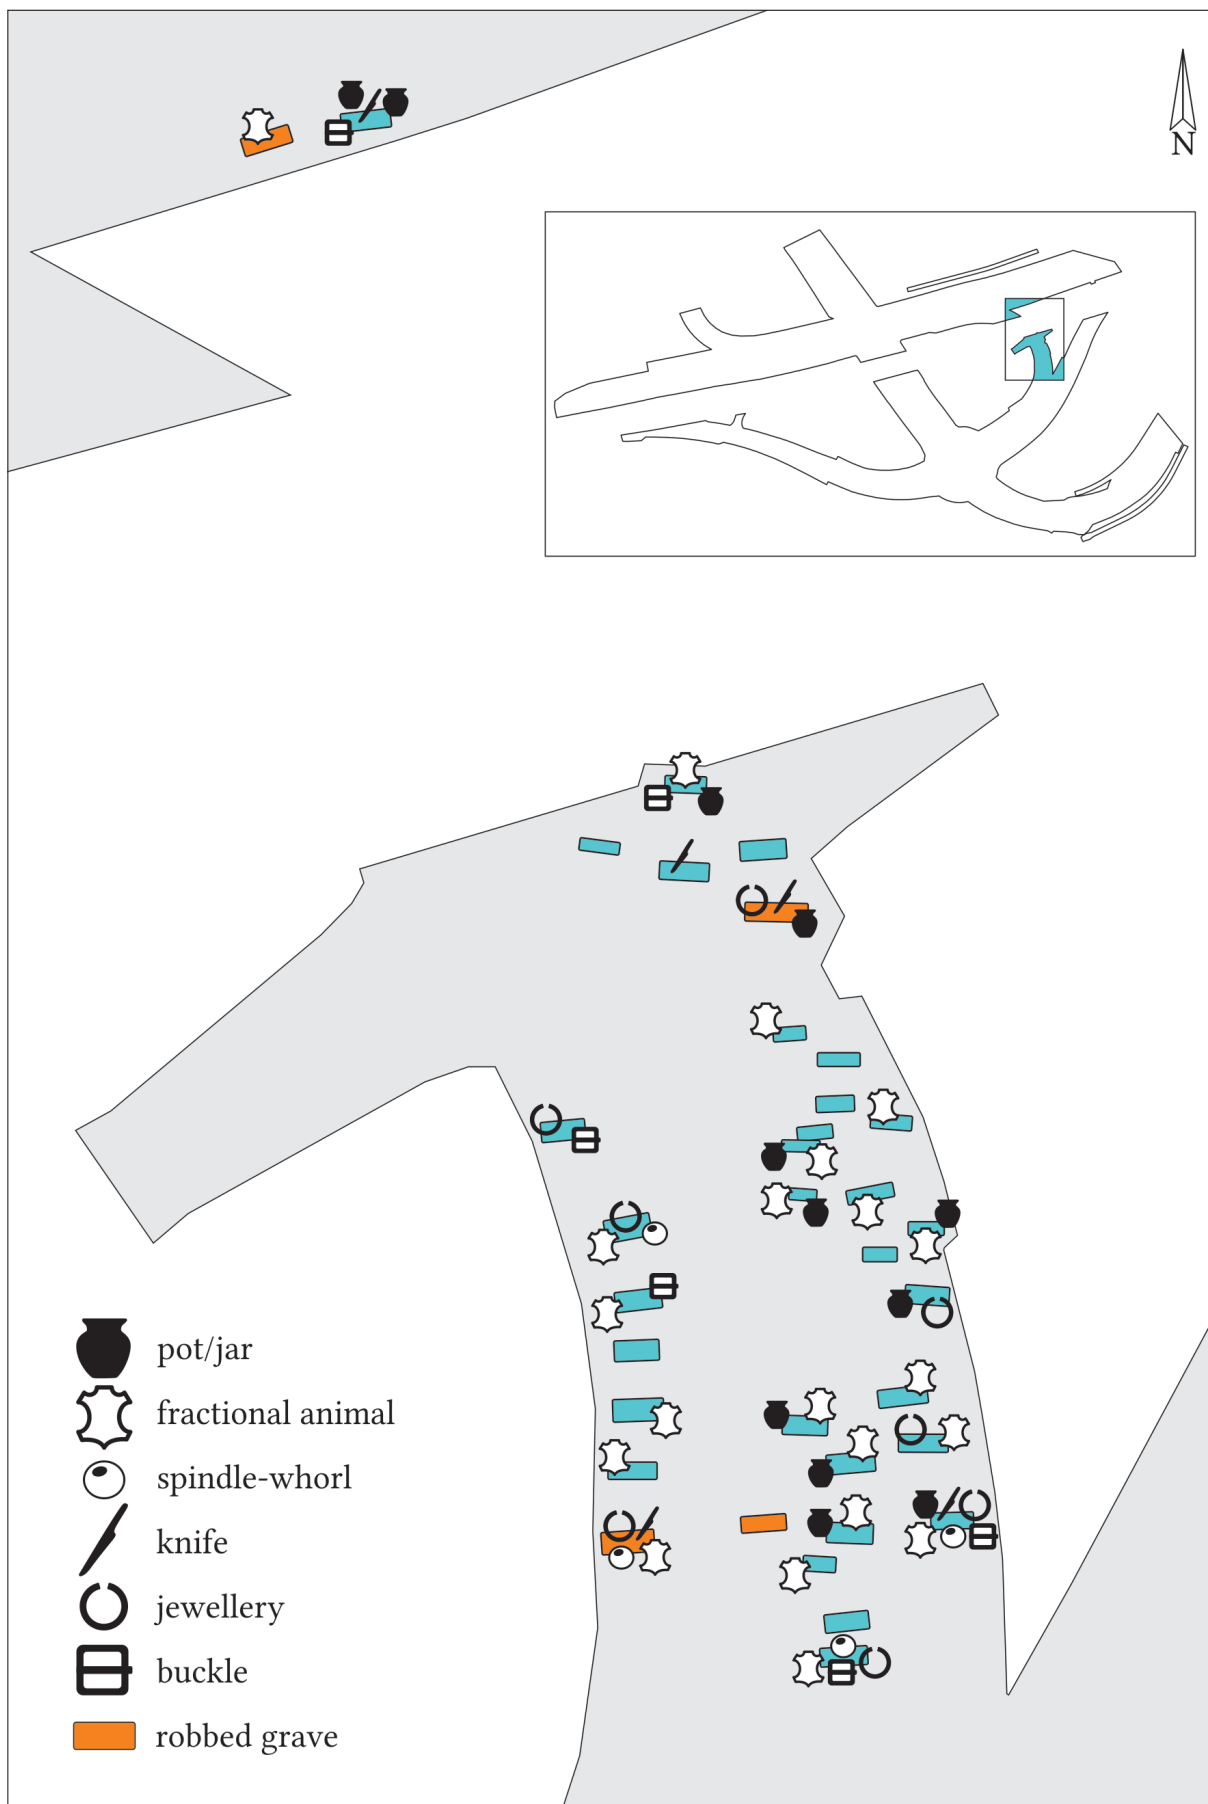 N
pot/jar
fractional animal
spindle-whorl
knife
jewellery
buckle
robbed grave